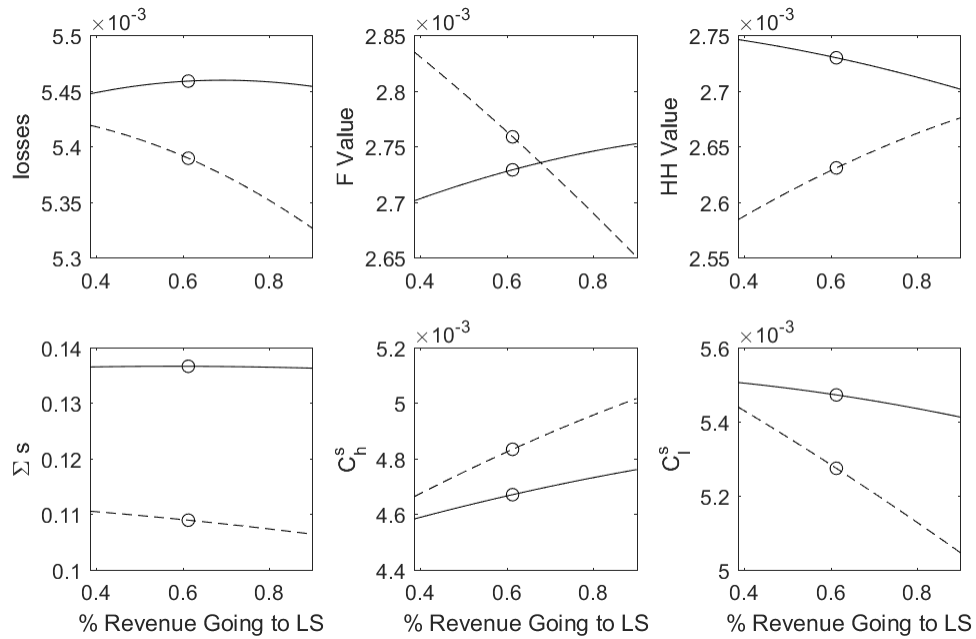 ×10⁻³
5.5
5.45
5.4
5.35
5.3
losses
0.4 0.6 0.8
×10⁻³
2.85
2.8
2.75
2.7
2.65
F Value
0.4 0.6 0.8
×10⁻³
2.75
2.7
2.65
2.6
2.55
HH Value
0.4 0.6 0.8
0.14
0.13
0.12
0.11
0.1
Σ s
0.4 0.6 0.8
% Revenue Going to LS
×10⁻³
5.2
5
4.8
4.6
4.4
Cₕˢ
0.4 0.6 0.8
% Revenue Going to LS
×10⁻³
5.6
5.4
5.2
5
Cₗˢ
0.4 0.6 0.8
% Revenue Going to LS